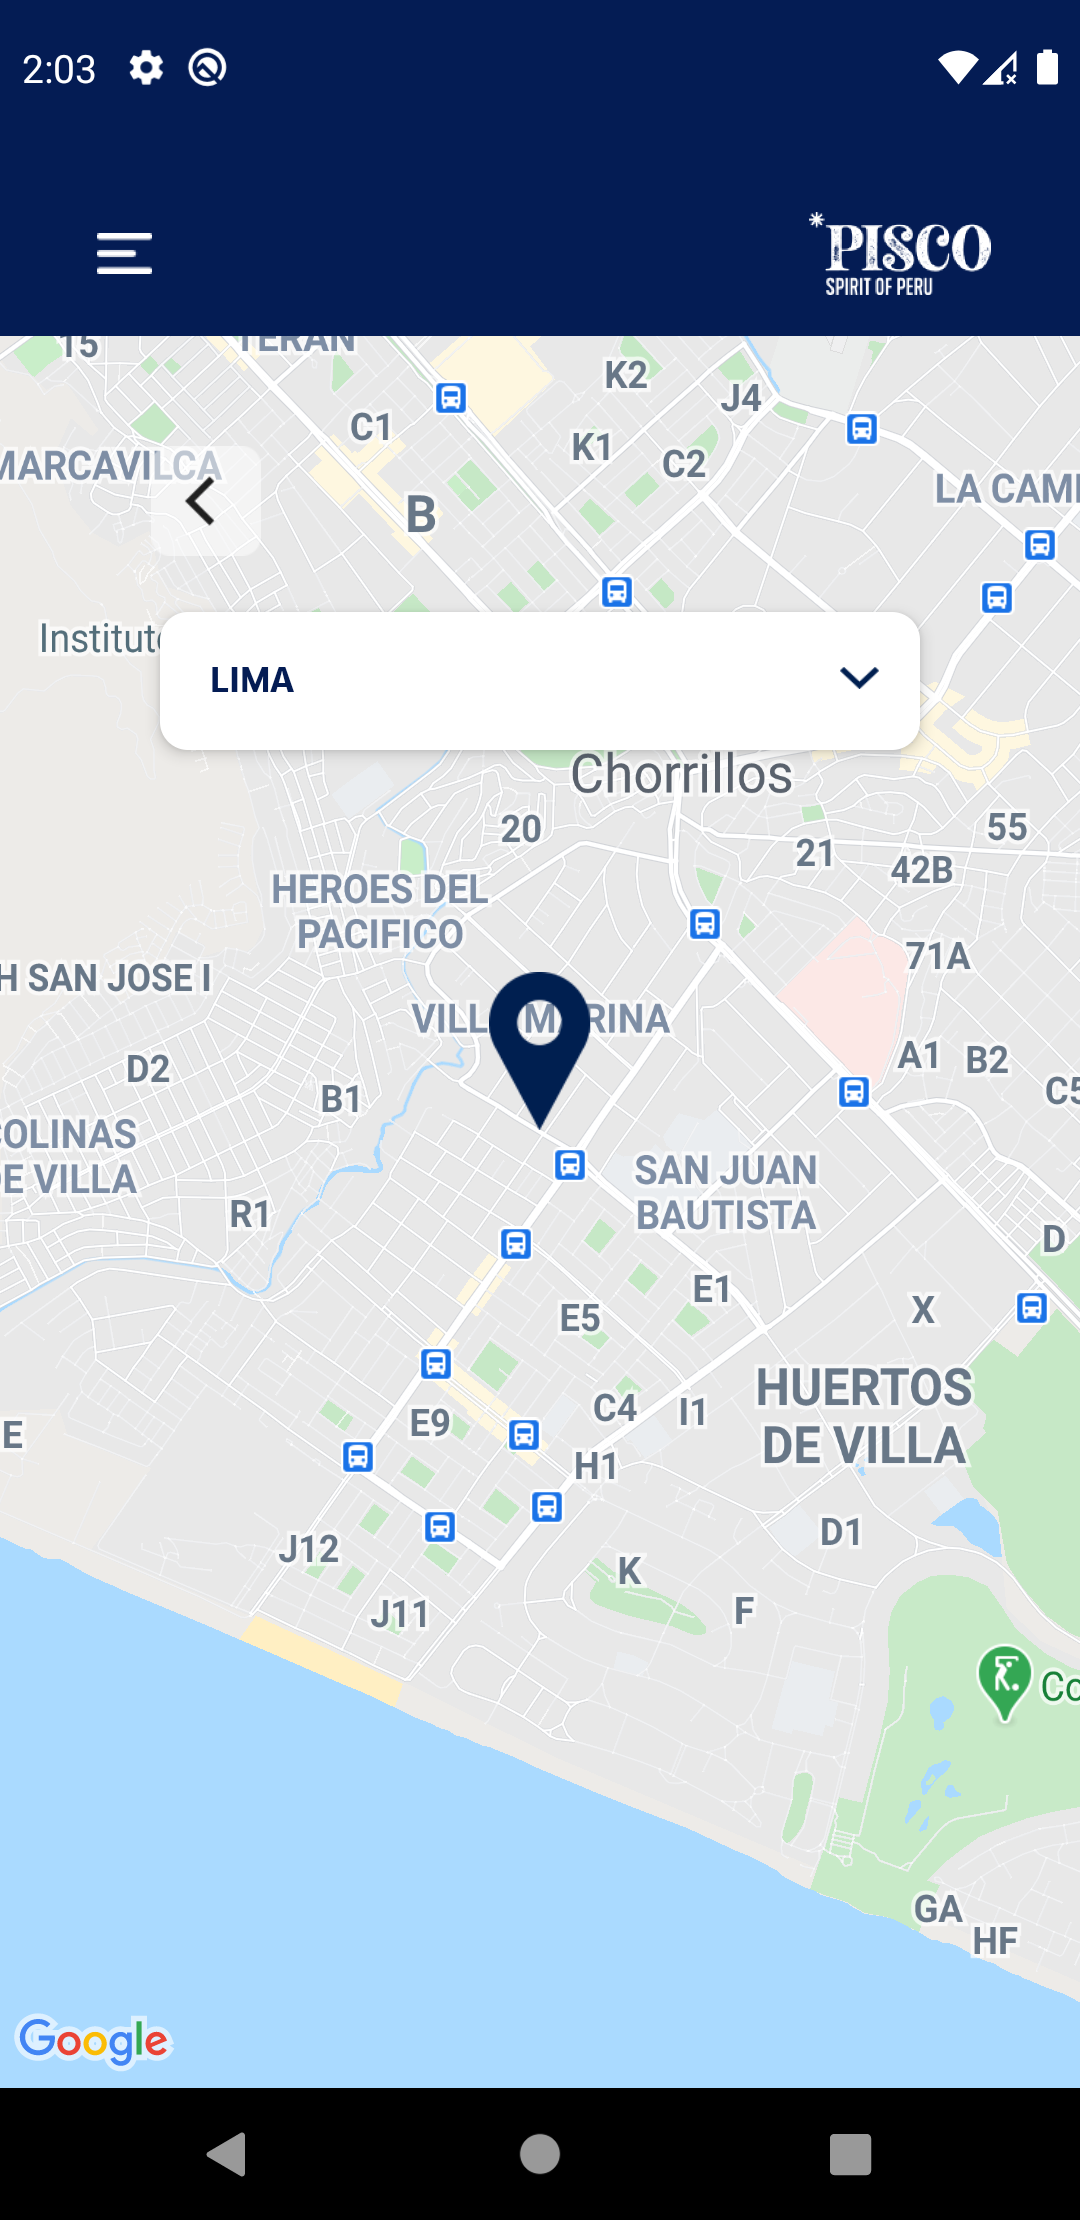 2:03
*PISCO
SPIRIT OF PERU
15
TERAN
K2
J4
C1
K1
C2
MARCAVILCA
LA CAM
B
Institut
LIMA
Chorrillos
20
55
21
42B
HEROES DEL
PACIFICO
71A
H SAN JOSE I
VILL M RINA
A1
B2
D2
C5
B1
COLINAS
DE VILLA
SAN JUAN
BAUTISTA
R1
D
E1
X
E5
HUERTOS
DE VILLA
C4
I1
E9
E
H1
D1
J12
K
J11
F
Co
GA
HF
Google